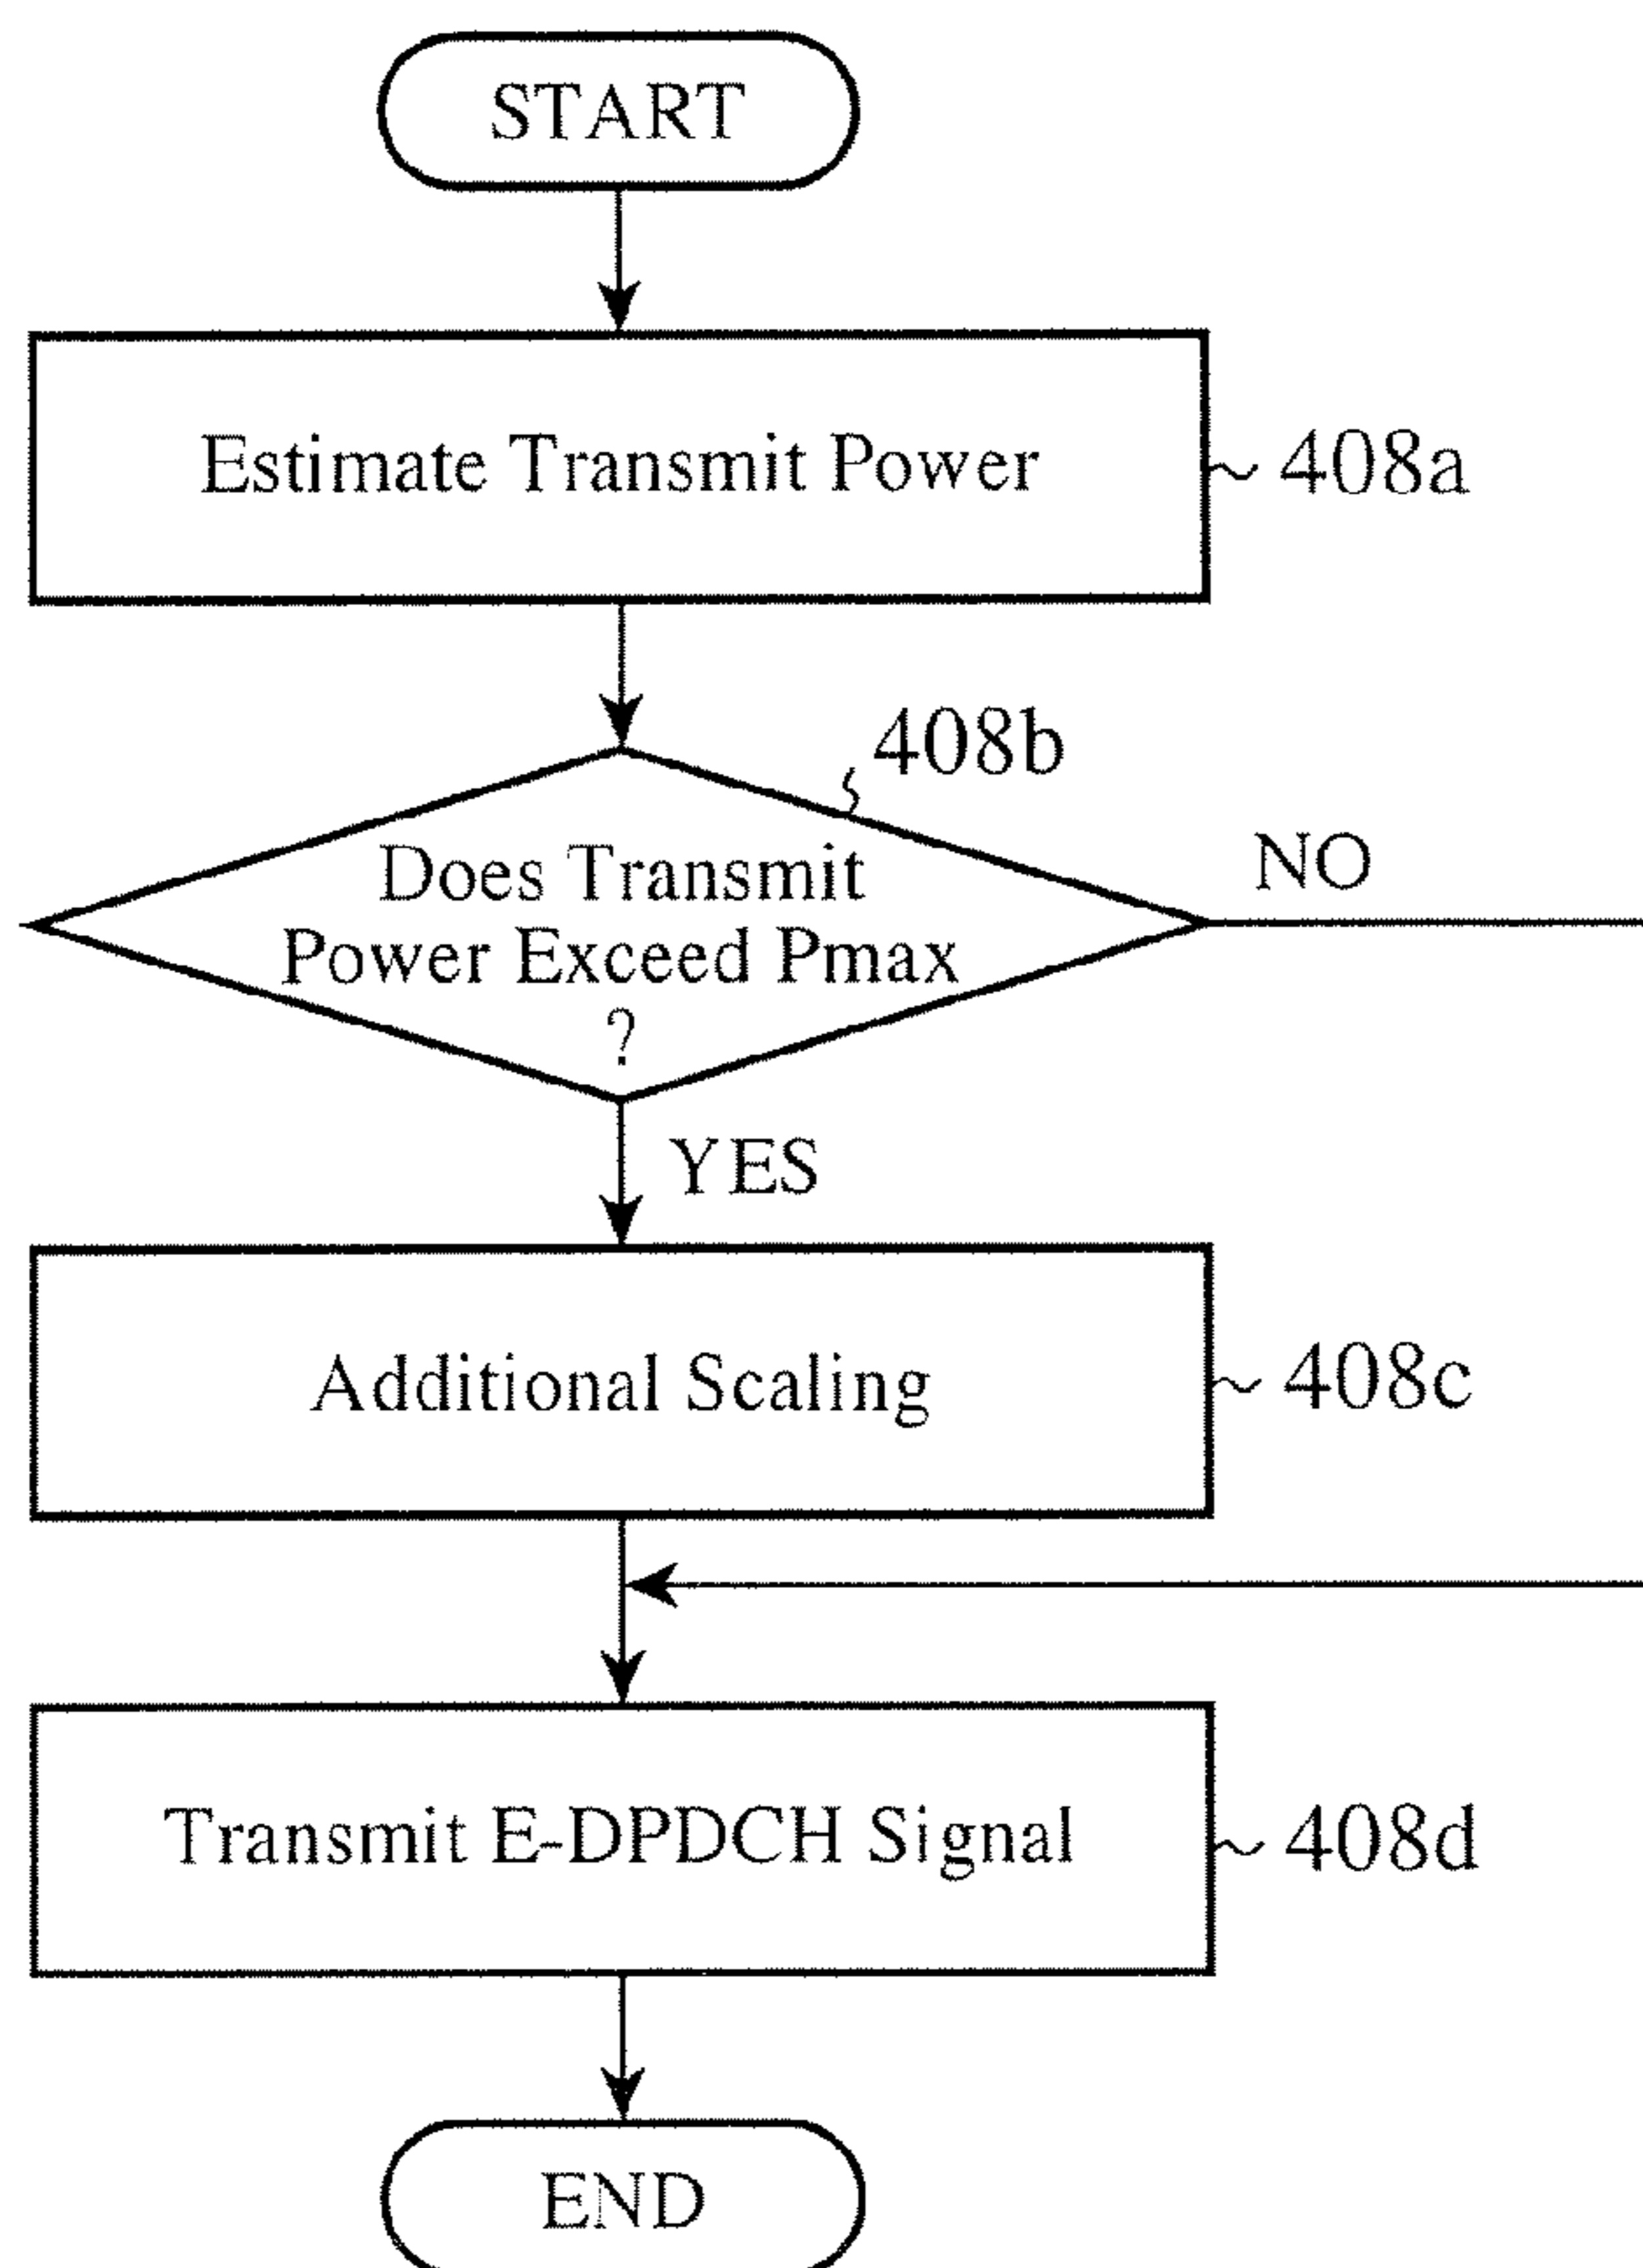 START
Estimate Transmit Power
408a
408b
Does Transmit
Power Exceed Pmax
?
NO
YES
Additional Scaling
408c
Transmit E-DPDCH Signal
408d
END